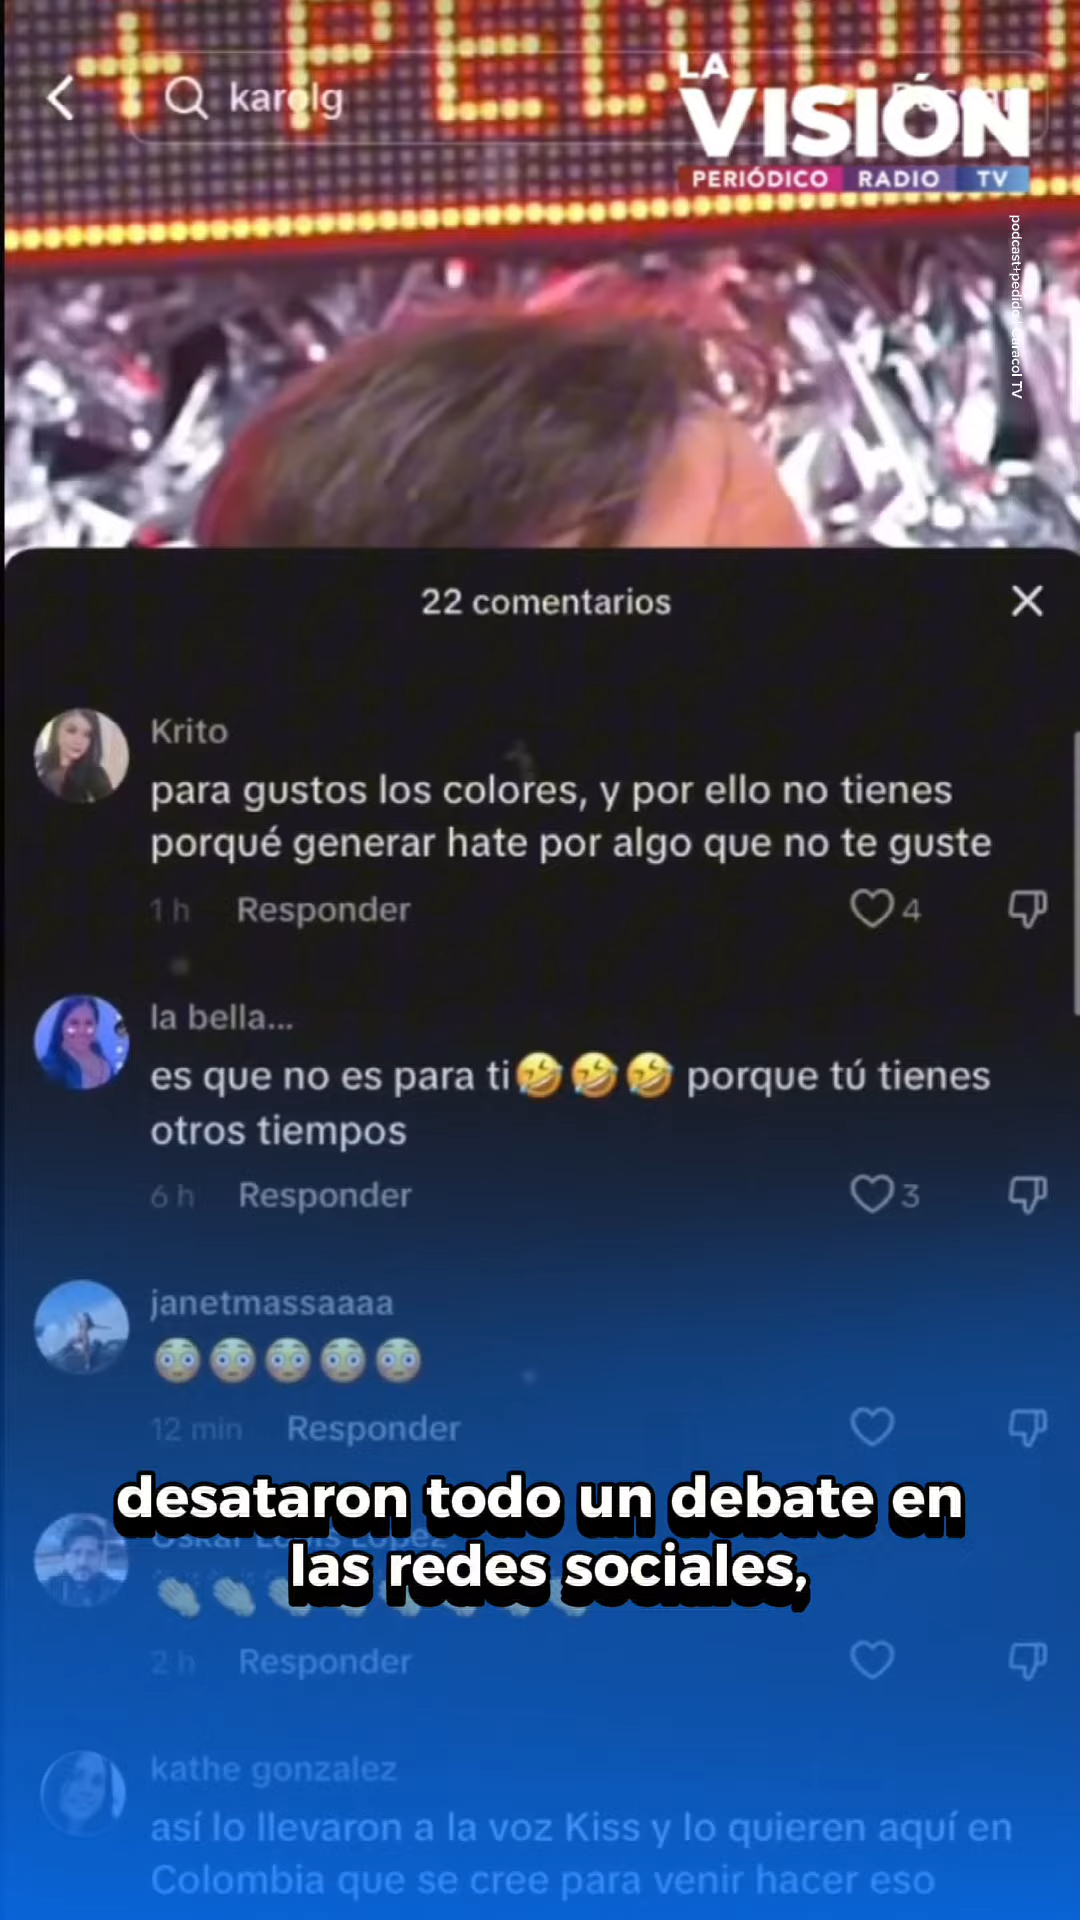 + PEDIDO
karolg
LA
VISIÓN
PERIÓDICO RADIO TV
22 comentarios
Krito
para gustos los colores, y por ello no tienes
porqué generar hate por algo que no te guste
1 h Responder 4
la bella...
es que no es para ti🤣🤣🤣 porque tú tienes
otros tiempos
6 h Responder 3
janetmassaaaa
😳😳😳😳😳
12 min Responder
desataron todo un debate en
las redes sociales,
Oskar Louis López
2 h Responder
kathe gonzalez
así lo llevaron a la voz Kiss y lo quieren aquí en
Colombia que se cree para venir hacer eso